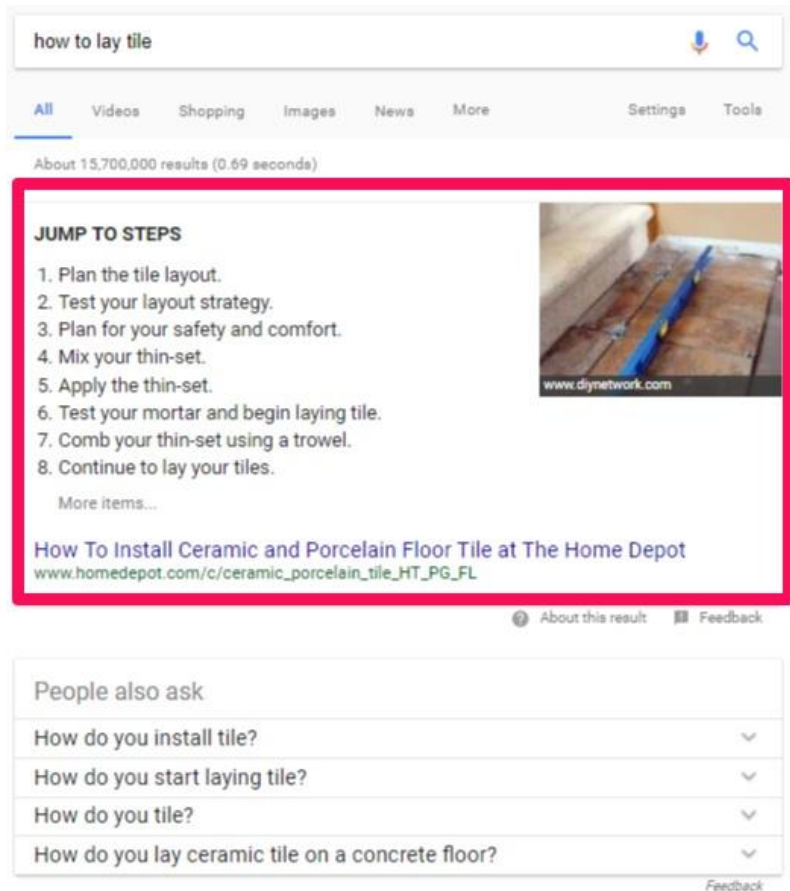 how to lay tile
All Videos Shopping Images News More Settings Tools
About 15,700,000 results (0.69 seconds)
JUMP TO STEPS
1. Plan the tile layout.
2. Test your layout strategy.
3. Plan for your safety and comfort.
4. Mix your thin-set.
5. Apply the thin-set.
6. Test your mortar and begin laying tile.
7. Comb your thin-set using a trowel.
8. Continue to lay your tiles.
More items...
www.diynetwork.com
How To Install Ceramic and Porcelain Floor Tile at The Home Depot
www.homedepot.com/c/ceramic_porcelain_tile_HT_PG_FL
About this result Feedback
People also ask
How do you install tile?
How do you start laying tile?
How do you tile?
How do you lay ceramic tile on a concrete floor?
Feedback